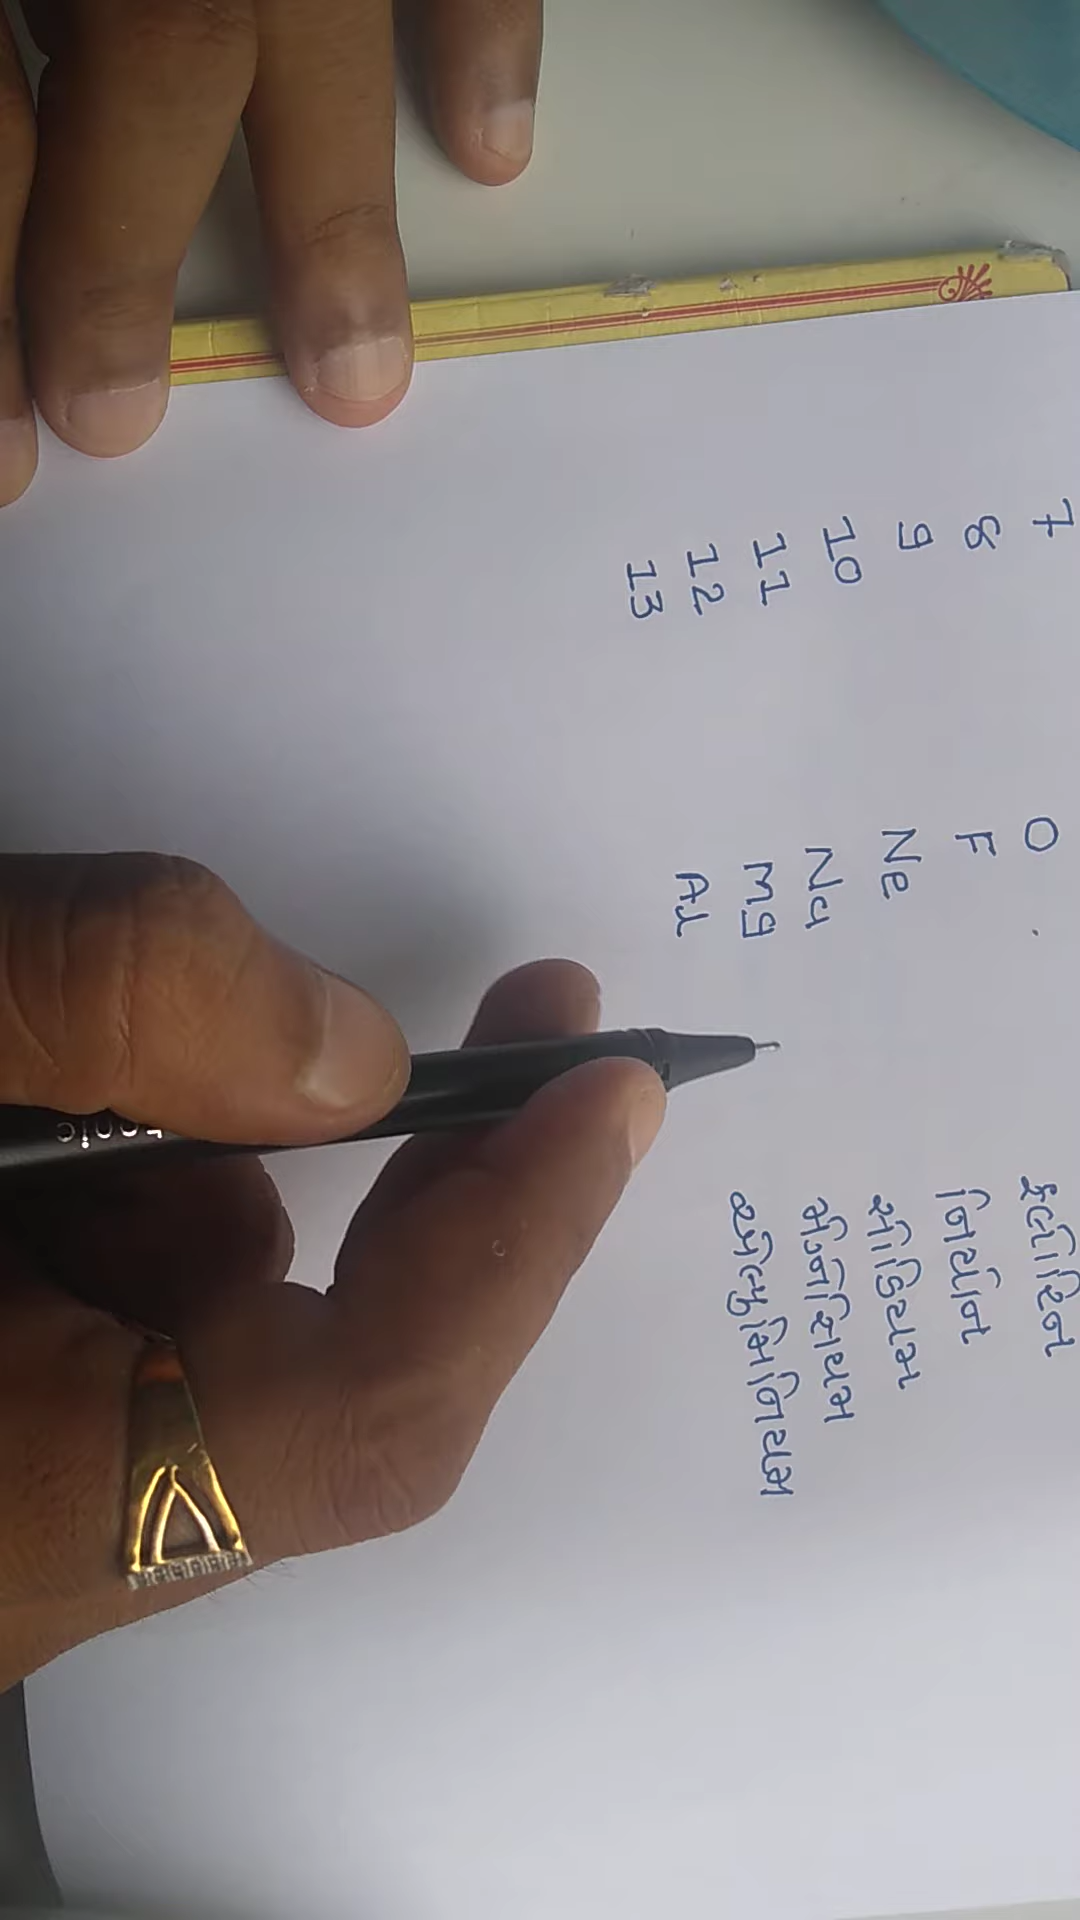 7
8 O
9 F ફ્લોરિન
10 Ne નિયોન
11 Na સોડિયમ
12 Mg મેગ્નેશિયમ
13 Al એલ્યુમિનિયમ